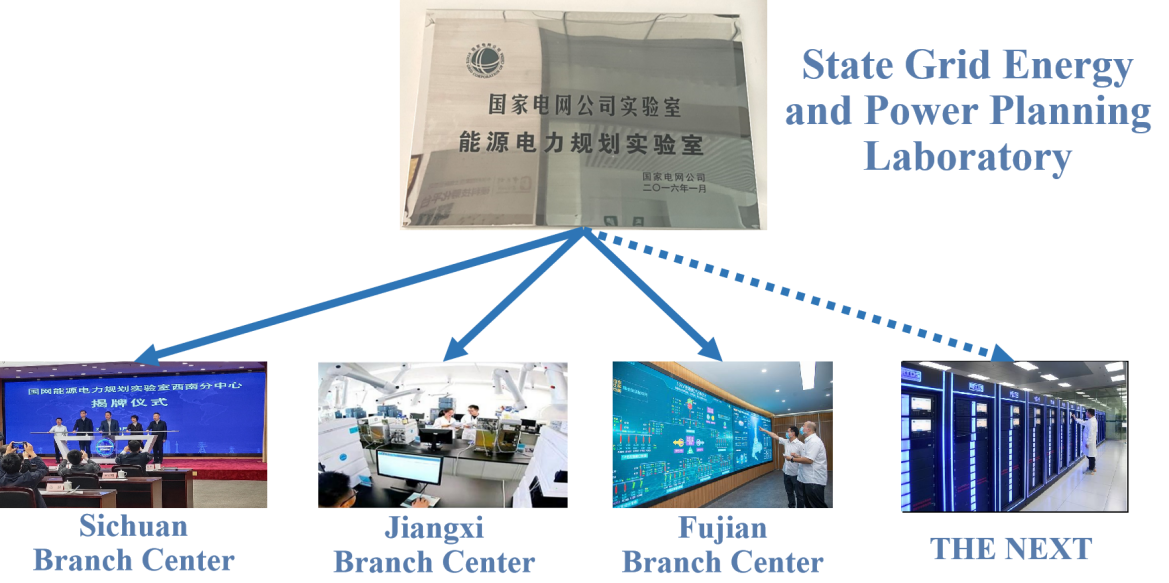 国家电网公司实验室
能源电力规划实验室
国家电网公司
二〇一六年一月
State Grid Energy
and Power Planning
Laboratory
国网能源电力规划实验室西南分中心
揭牌仪式
Sichuan
Branch Center
Jiangxi
Branch Center
Fujian
Branch Center
THE NEXT